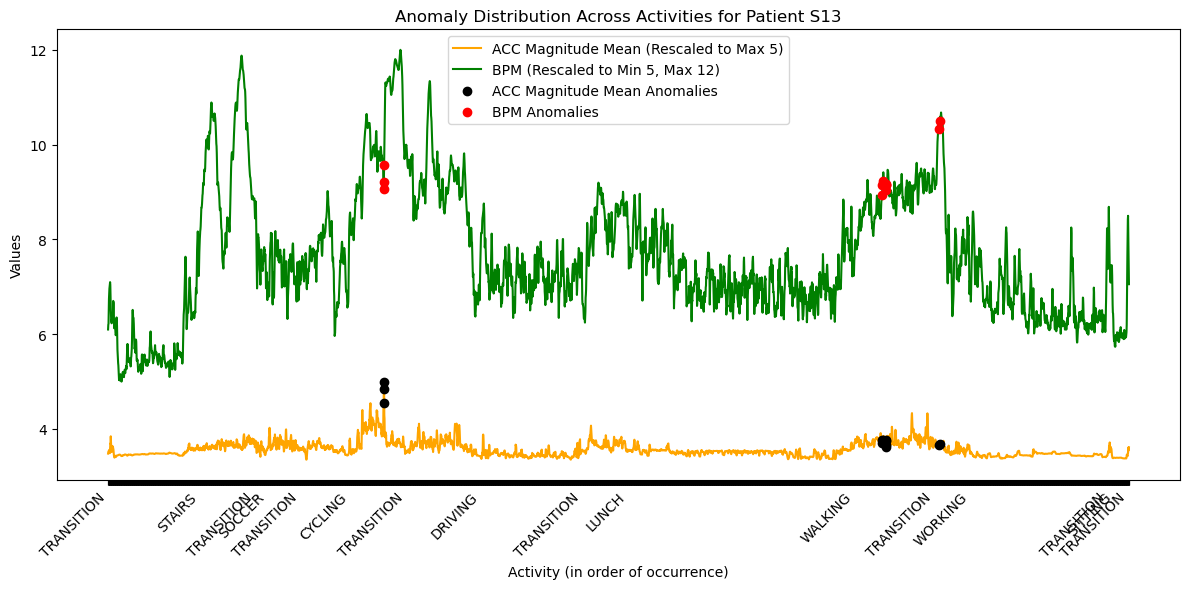 Anomaly Distribution Across Activities for Patient S13
ACC Magnitude Mean (Rescaled to Max 5)
BPM (Rescaled to Min 5, Max 12)
ACC Magnitude Mean Anomalies
BPM Anomalies
12
10
8
6
4
Values
TRANSITION
STAIRS
TRANSITION
SOCCER
TRANSITION
CYCLING
TRANSITION
DRIVING
TRANSITION
LUNCH
WALKING
TRANSITION
WORKING
TRANSITION
TRANSITION
Activity (in order of occurrence)